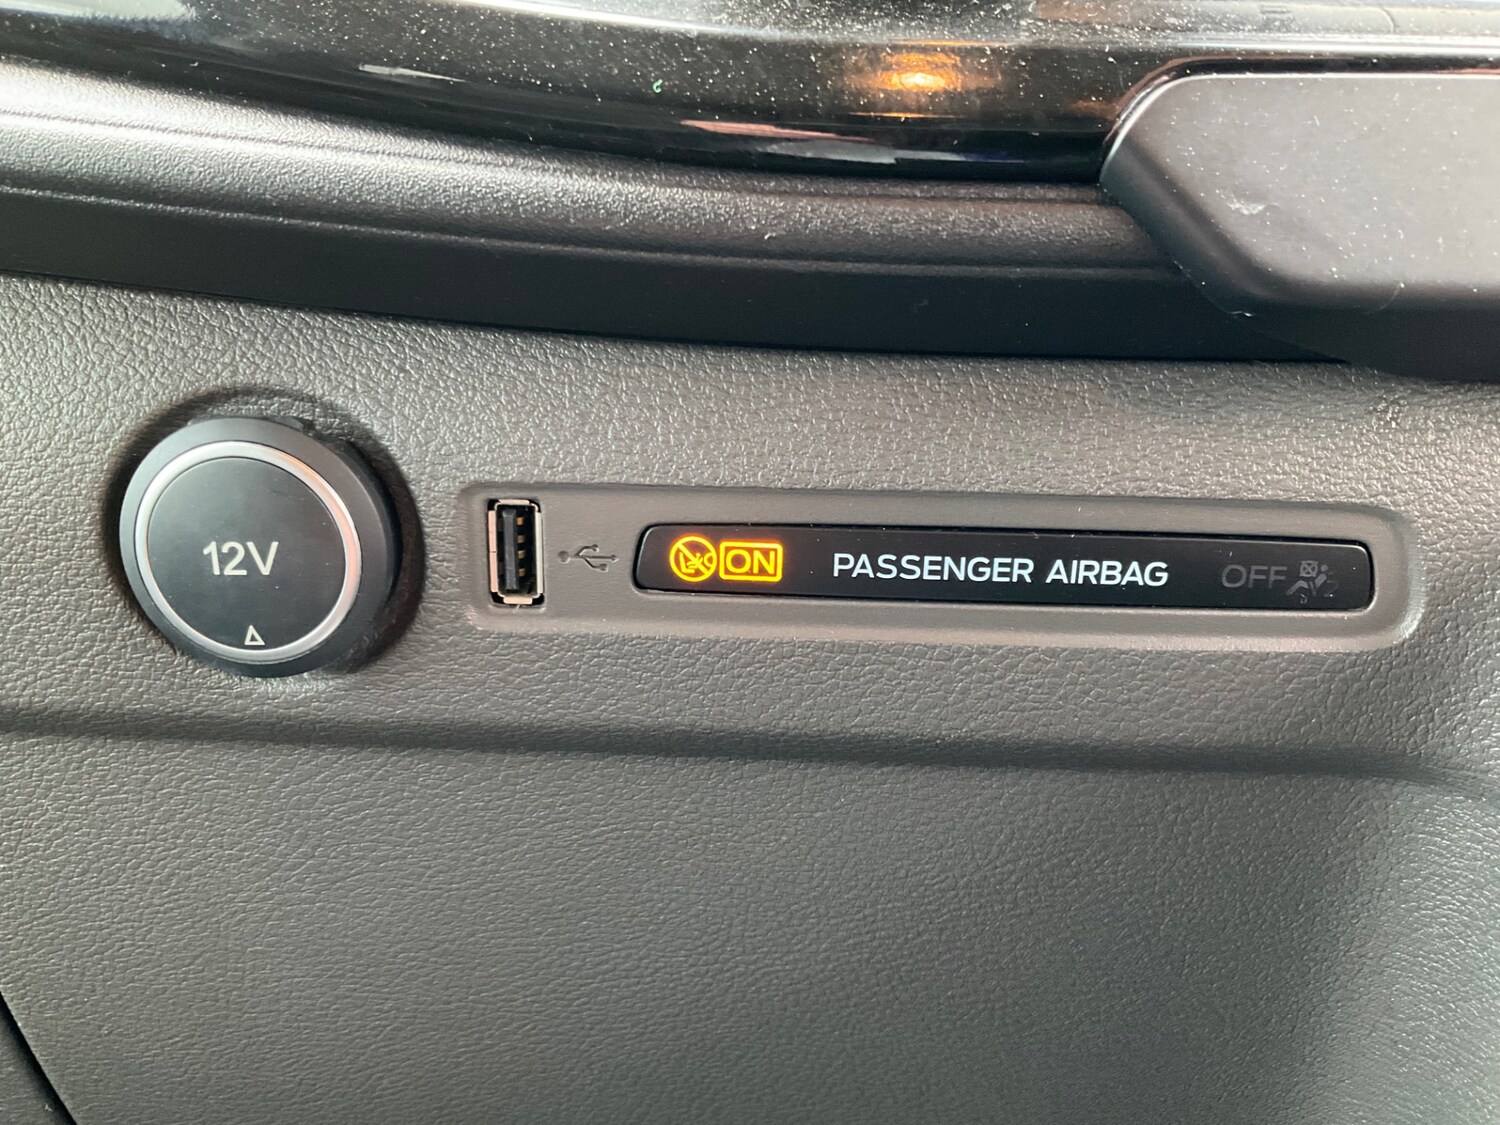 12V
ON PASSENGER AIRBAG OFF